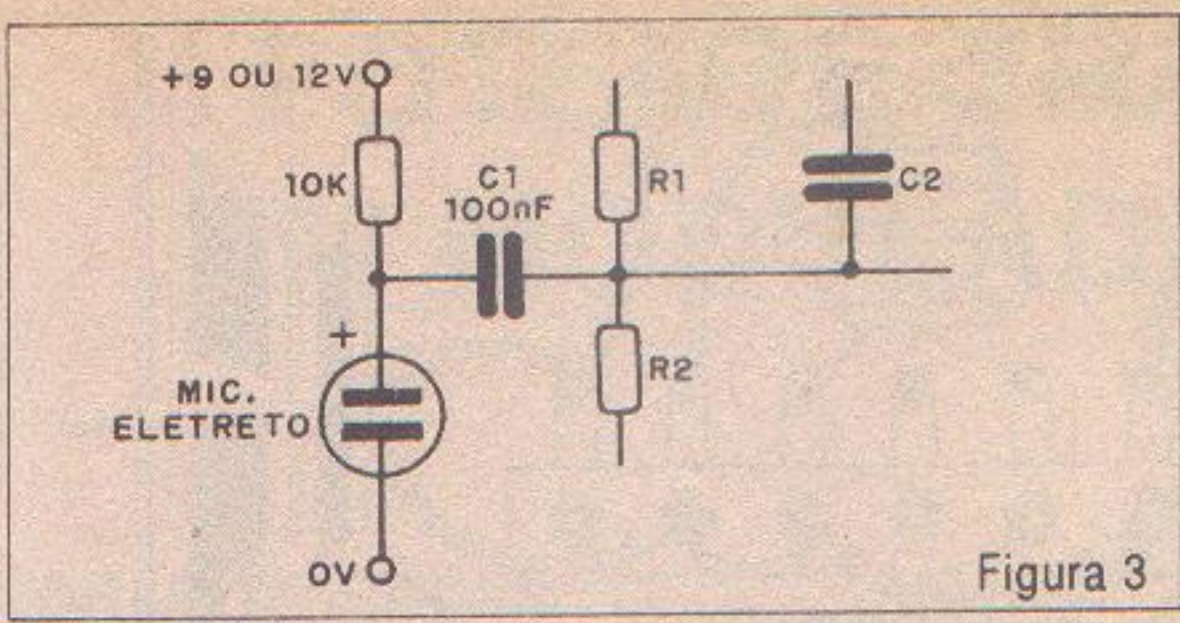 +9 OU 12V
10K
C1
100nF
R1
C2
+
R2
MIC.
ELETRETO
0V
Figura 3